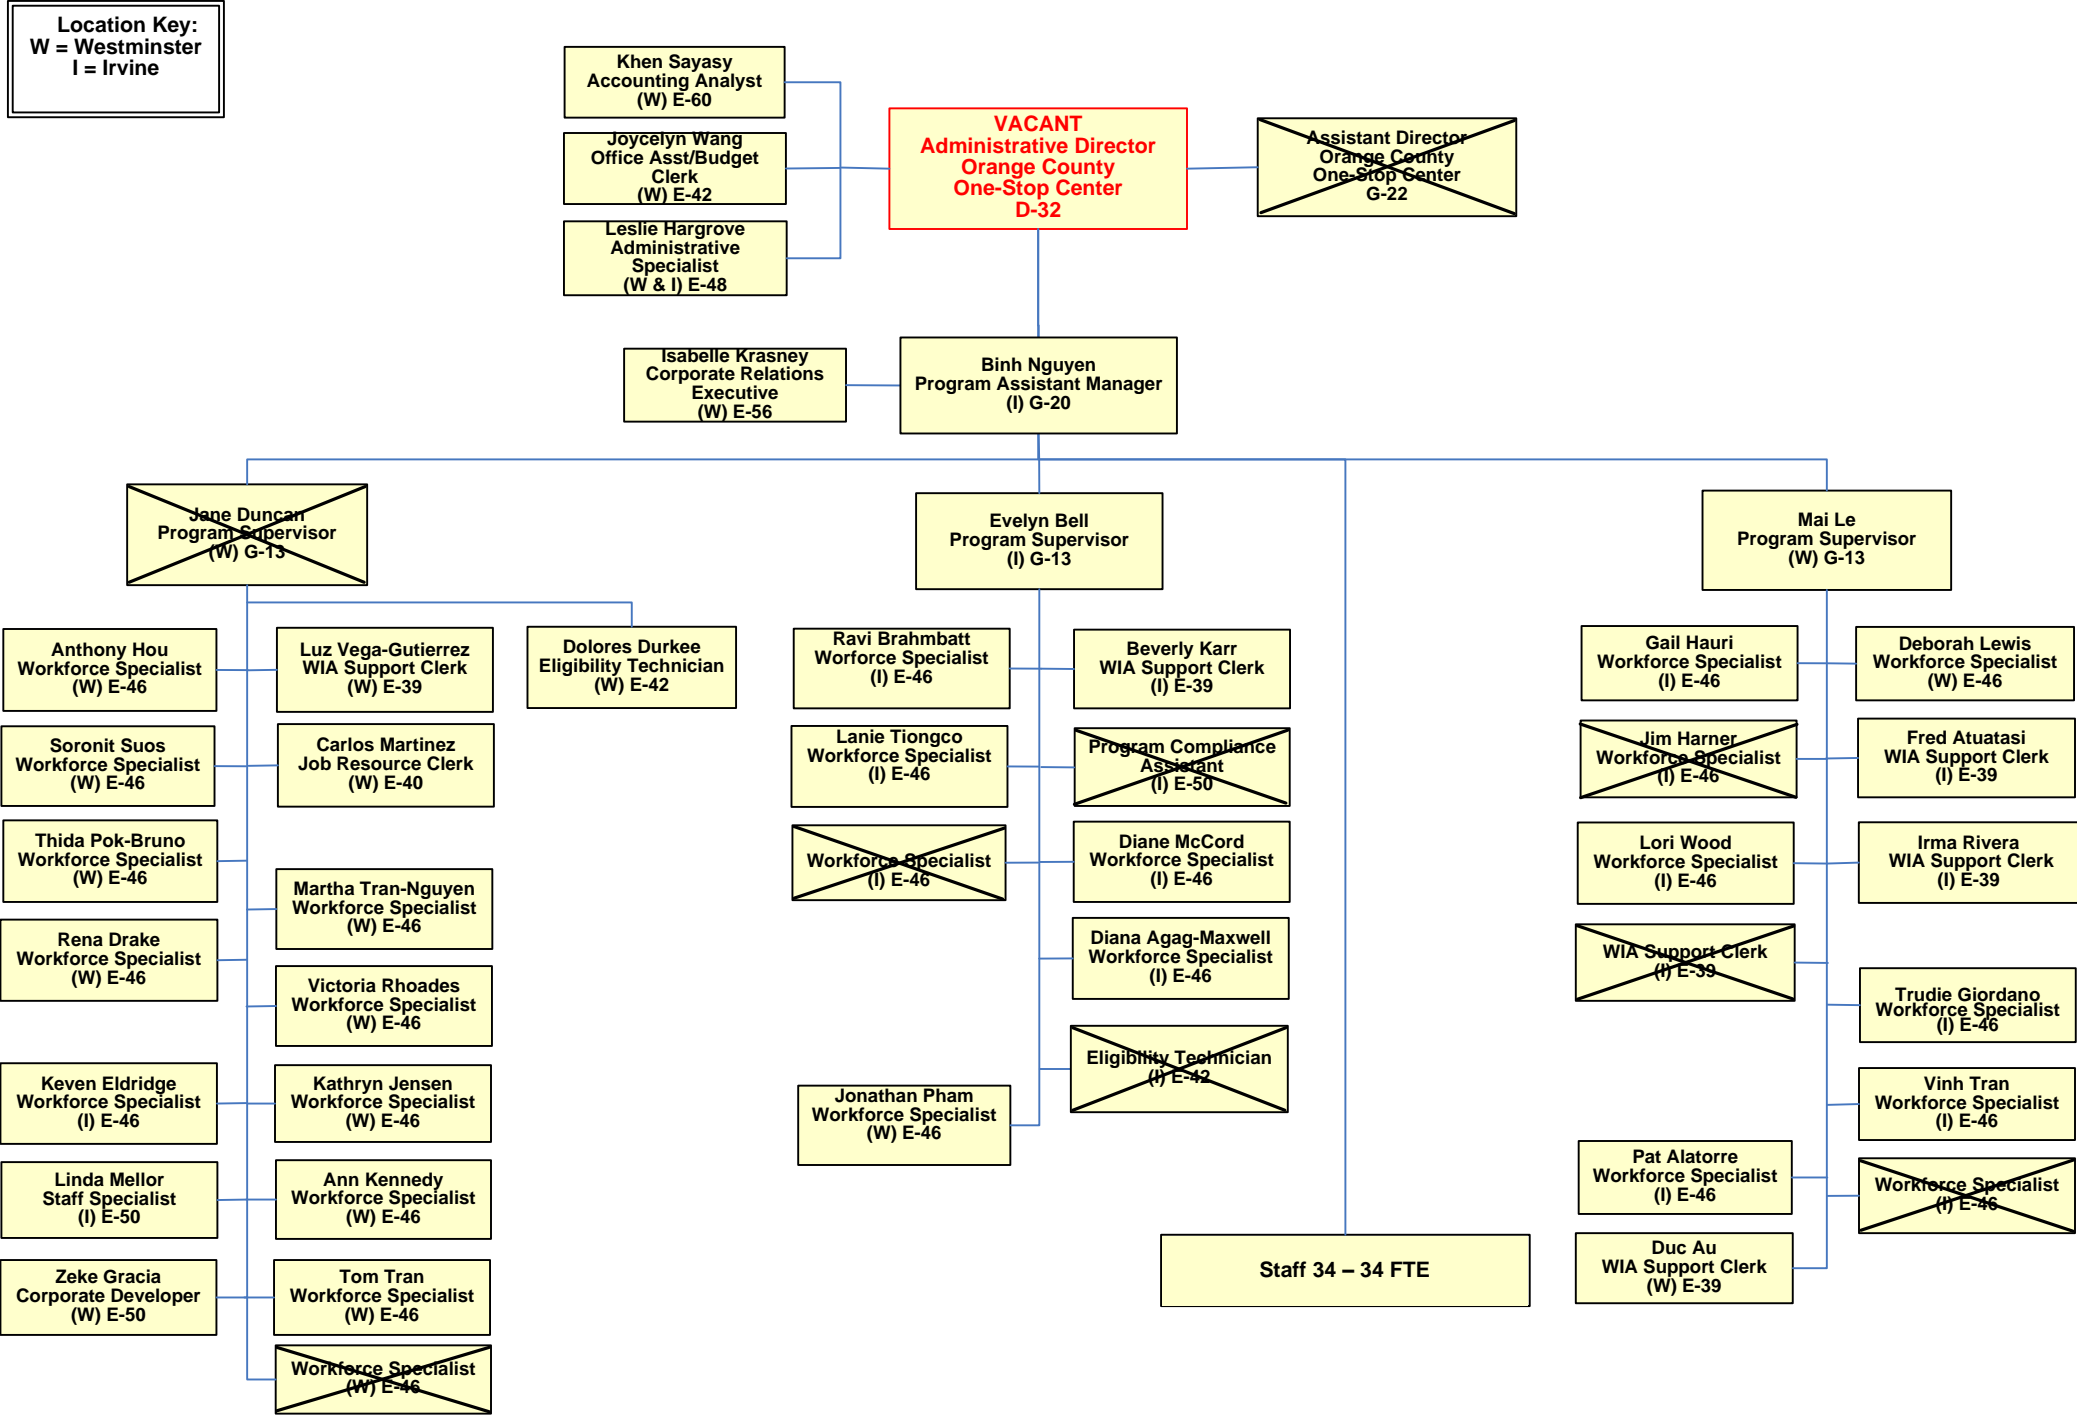 Location Key:
W = Westminster
I = Irvine
Khen Sayasy
Accounting Analyst
(W) E-60
Joycelyn Wang
Office Asst/Budget
Clerk
(W) E-42
Leslie Hargrove
Administrative
Specialist
(W & I) E-48
VACANT
Administrative Director
Orange County
One-Stop Center
D-32
Assistant Director
Orange County
One-Stop Center
G-22
Isabelle Krasney
Corporate Relations
Executive
(W) E-56
Binh Nguyen
Program Assistant Manager
(I) G-20
Jane Duncan
Program Supervisor
(W) G-13
Evelyn Bell
Program Supervisor
(I) G-13
Mai Le
Program Supervisor
(W) G-13
Anthony Hou
Workforce Specialist
(W) E-46
Luz Vega-Gutierrez
WIA Support Clerk
(W) E-39
Dolores Durkee
Eligibility Technician
(W) E-42
Soronit Suos
Workforce Specialist
(W) E-46
Carlos Martinez
Job Resource Clerk
(W) E-40
Thida Pok-Bruno
Workforce Specialist
(W) E-46
Martha Tran-Nguyen
Workforce Specialist
(W) E-46
Rena Drake
Workforce Specialist
(W) E-46
Victoria Rhoades
Workforce Specialist
(W) E-46
Keven Eldridge
Workforce Specialist
(I) E-46
Kathryn Jensen
Workforce Specialist
(W) E-46
Linda Mellor
Staff Specialist
(I) E-50
Ann Kennedy
Workforce Specialist
(W) E-46
Zeke Gracia
Corporate Developer
(W) E-50
Tom Tran
Workforce Specialist
(W) E-46
Workforce Specialist
(W) E-46
Ravi Brahmbatt
Worforce Specialist
(I) E-46
Beverly Karr
WIA Support Clerk
(I) E-39
Lanie Tiongco
Workforce Specialist
(I) E-46
Program Compliance
Assistant
(I) E-50
Workforce Specialist
(I) E-46
Diane McCord
Workforce Specialist
(I) E-46
Diana Agag-Maxwell
Workforce Specialist
(I) E-46
Eligibility Technician
(I) E-42
Jonathan Pham
Workforce Specialist
(W) E-46
Staff 34 – 34 FTE
Gail Hauri
Workforce Specialist
(I) E-46
Deborah Lewis
Workforce Specialist
(W) E-46
Jim Harner
Workforce Specialist
(I) E-46
Fred Atuatasi
WIA Support Clerk
(I) E-39
Lori Wood
Workforce Specialist
(I) E-46
Irma Rivera
WIA Support Clerk
(I) E-39
WIA Support Clerk
(I) E-39
Trudie Giordano
Workforce Specialist
(I) E-46
Vinh Tran
Workforce Specialist
(I) E-46
Pat Alatorre
Workforce Specialist
(I) E-46
Workforce Specialist
(I) E-46
Duc Au
WIA Support Clerk
(W) E-39